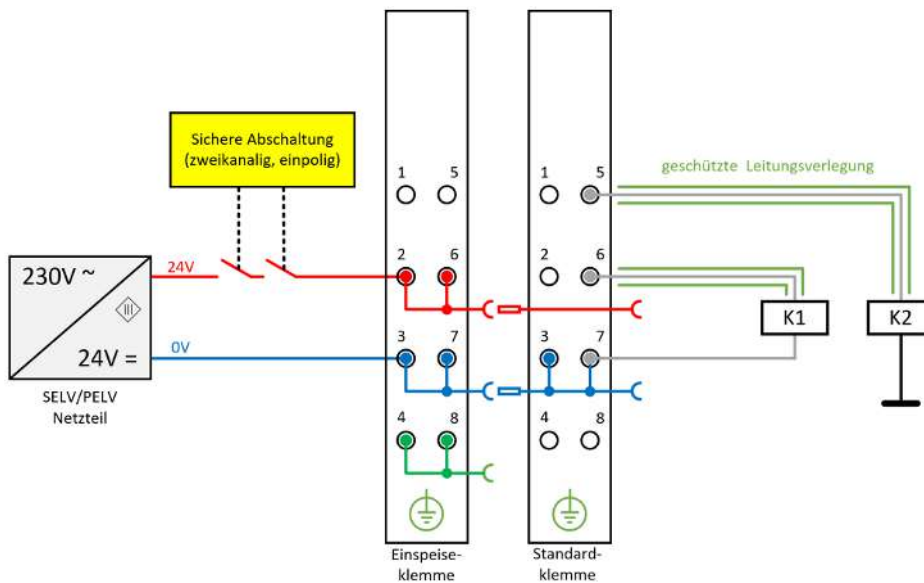 Sichere Abschaltung
(zweikanalig, einpolig)
230V ~
III
24V =
SELV/PELV
Netzteil
24V
0V
1 5
2 6
3 7
4 8
Einspeise-
klemme
1 5
2 6
3 7
4 8
Standard-
klemme
geschützte Leitungsverlegung
K1
K2